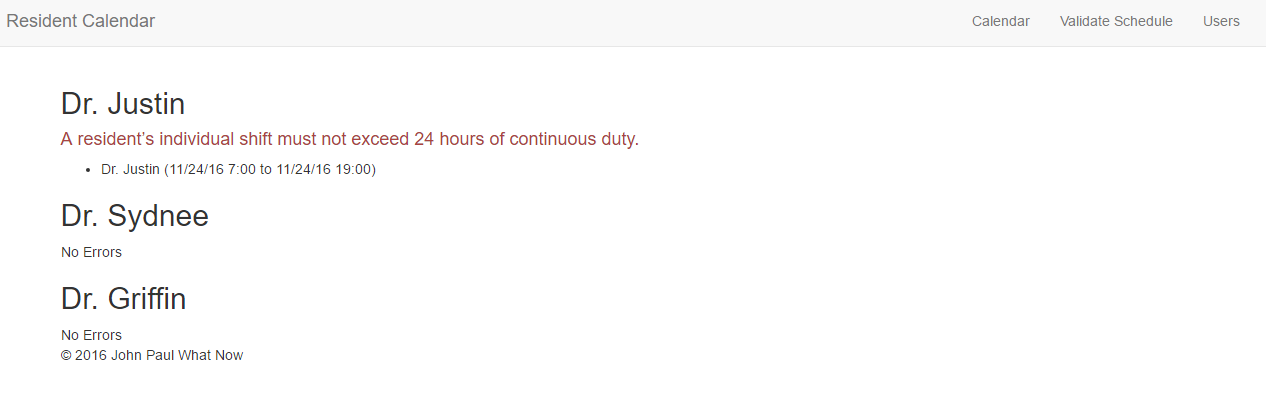 Resident Calendar Calendar Validate Schedule Users
Dr. Justin
A resident’s individual shift must not exceed 24 hours of continuous duty.
• Dr. Justin (11/24/16 7:00 to 11/24/16 19:00)
Dr. Sydnee
No Errors
Dr. Griffin
No Errors
© 2016 John Paul What Now